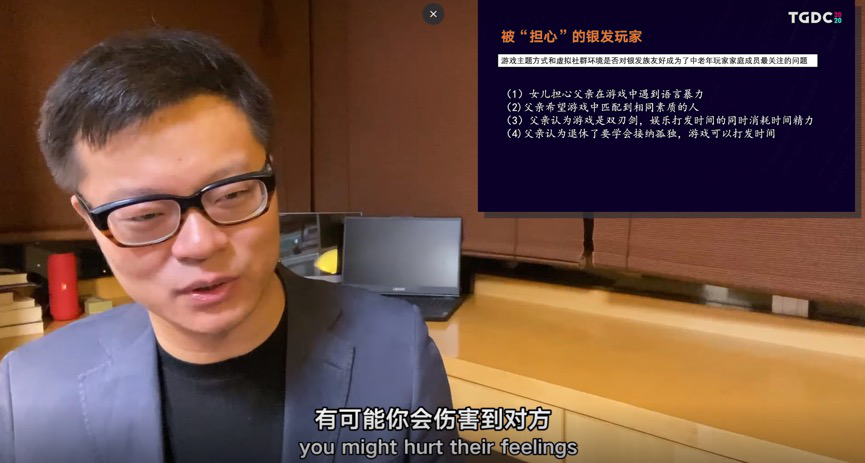 TGDC 2020
被“担心”的银发玩家
游戏主题方式和虚拟社群环境是否对银发族友好成为了中老年玩家家庭成员最关注的问题
（1）女儿担心父亲在游戏中遇到语言暴力
（2）父亲希望游戏中匹配到相同素质的人
（3）父亲认为游戏是双刃剑，娱乐打发时间的同时消耗时间精力
（4）父亲认为退休了要学会接纳孤独，游戏可以打发时间
有可能你会伤害到对方
you might hurt their feelings